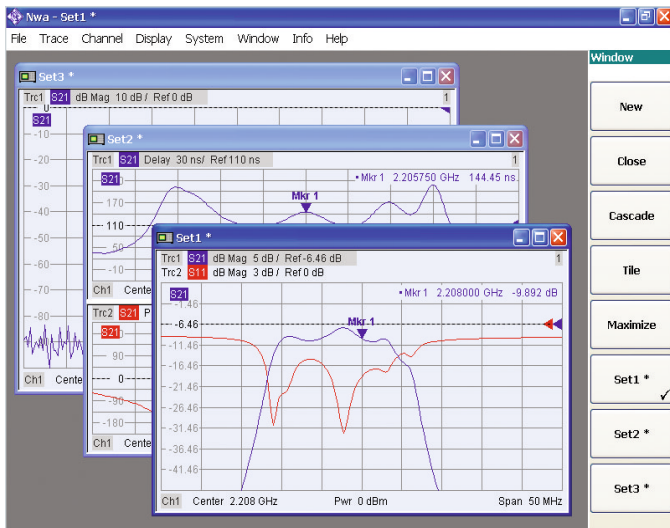 Nwa - Set1 *
File Trace Channel Display System Window Info Help
Window
New
Close
Cascade
Tile
Maximize
Set1 *
Set2 *
Set3 *
Set3 *
Trc1 S21 dB Mag 10 dB / Ref 0 dB 1
0
S21
-10
-20
-30
-40
-50
-60
-70
-80
Ch1 Cente
Set2 *
Trc1 S21 Delay 30 ns/ Ref 110 ns 1
S21
• Mkr 1 2.205750 GHz 144.45 ns
Mkr 1
170
110
50
-10
Ch1 Cente
Trc2 S21 P
S21
90
0
-90
-180
Ch1 Cente
Set1 *
Trc1 S21 dB Mag 5 dB / Ref -6.46 dB 1
Trc2 S11 dB Mag 3 dB / Ref 0 dB
S21
• Mkr 1 2.208000 GHz -9.892 dB
-1.46
Mkr 1
-6.46
-11.46
-16.46
-21.46
-26.46
-31.46
-36.46
-41.46
Ch1 Center 2.208 GHz Pwr 0 dBm Span 50 MHz